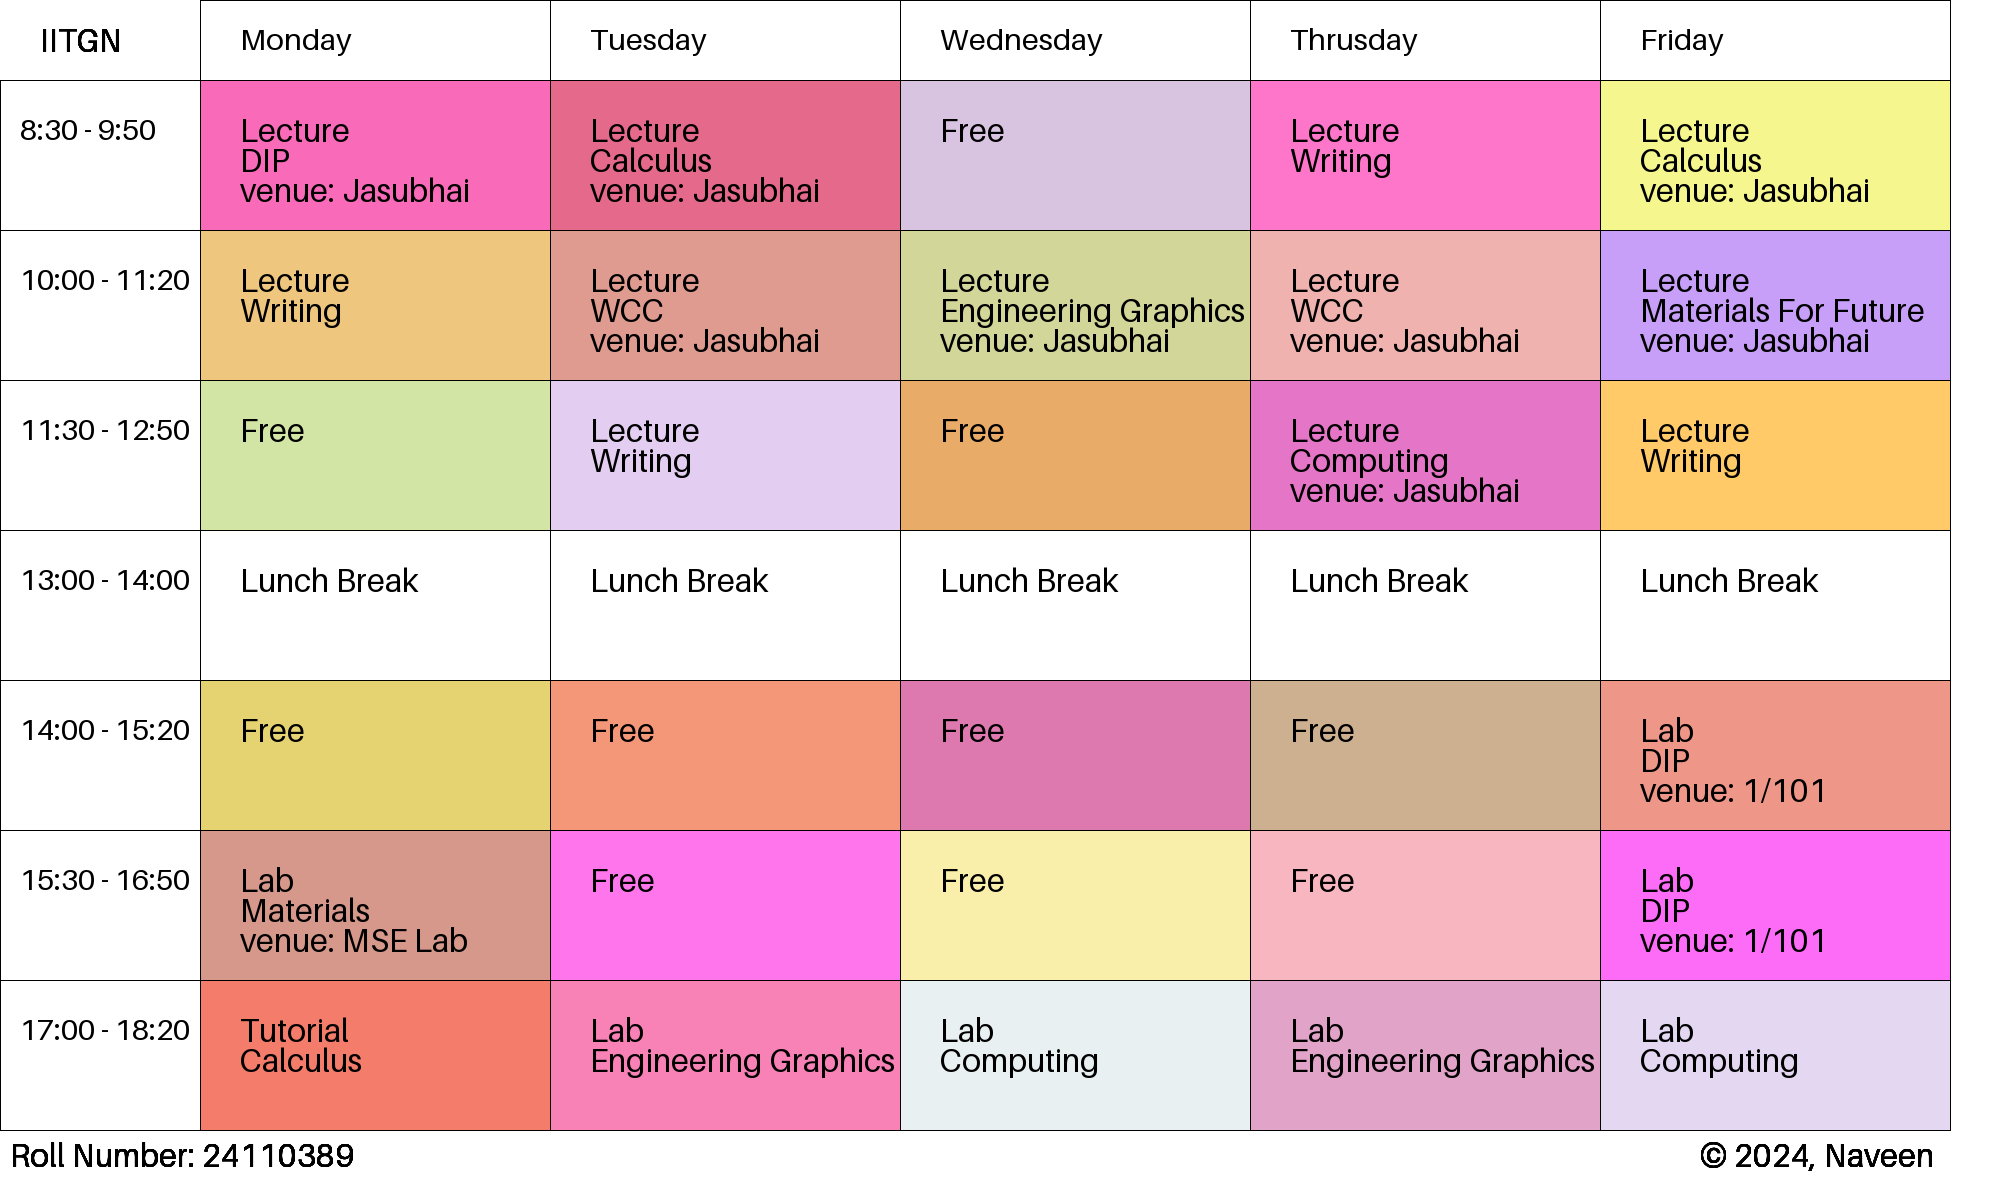 IITGN Monday Tuesday Wednesday Thrusday Friday
8:30 - 9:50
Lecture
DIP
venue: Jasubhai
Lecture
Calculus
venue: Jasubhai
Free
Lecture
Writing
Lecture
Calculus
venue: Jasubhai
10:00 - 11:20
Lecture
Writing
Lecture
WCC
venue: Jasubhai
Lecture
Engineering Graphics
venue: Jasubhai
Lecture
WCC
venue: Jasubhai
Lecture
Materials For Future
venue: Jasubhai
11:30 - 12:50
Free
Lecture
Writing
Free
Lecture
Computing
venue: Jasubhai
Lecture
Writing
13:00 - 14:00
Lunch Break
Lunch Break
Lunch Break
Lunch Break
Lunch Break
14:00 - 15:20
Free
Free
Free
Free
Lab
DIP
venue: 1/101
15:30 - 16:50
Lab
Materials
venue: MSE Lab
Free
Free
Free
Lab
DIP
venue: 1/101
17:00 - 18:20
Tutorial
Calculus
Lab
Engineering Graphics
Lab
Computing
Lab
Engineering Graphics
Lab
Computing
Roll Number: 24110389
© 2024, Naveen